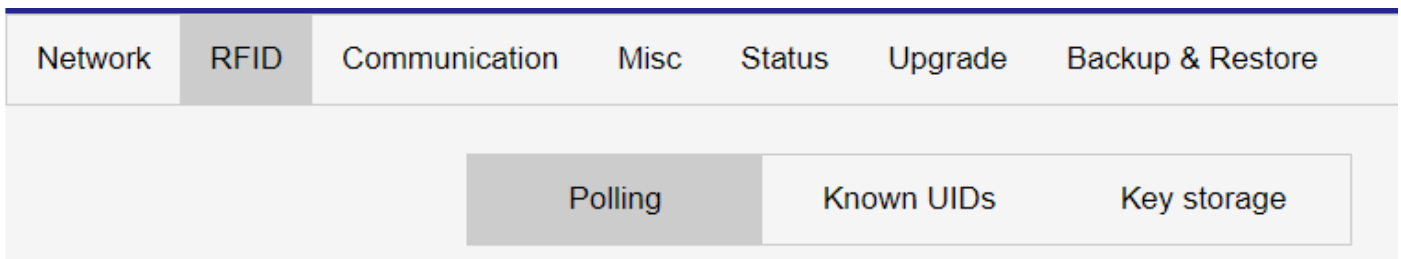 Network RFID Communication Misc Status Upgrade Backup & Restore
Polling Known UIDs Key storage